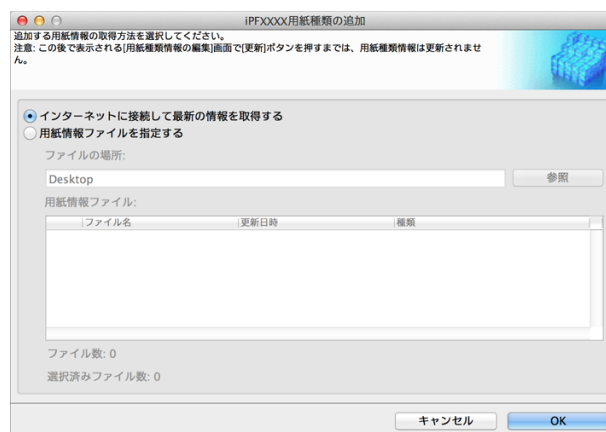 iPFXXXX用紙種類の追加
追加する用紙情報の取得方法を選択してください。
注意: この後で表示される[用紙種類情報の編集]画面で[更新]ボタンを押すまでは、用紙種類情報は更新されませ
ん。
インターネットに接続して最新の情報を取得する
用紙情報ファイルを指定する
ファイルの場所:
Desktop 参照
用紙情報ファイル:
ファイル名 更新日時 種類
ファイル数: 0
選択済みファイル数: 0
キャンセル OK